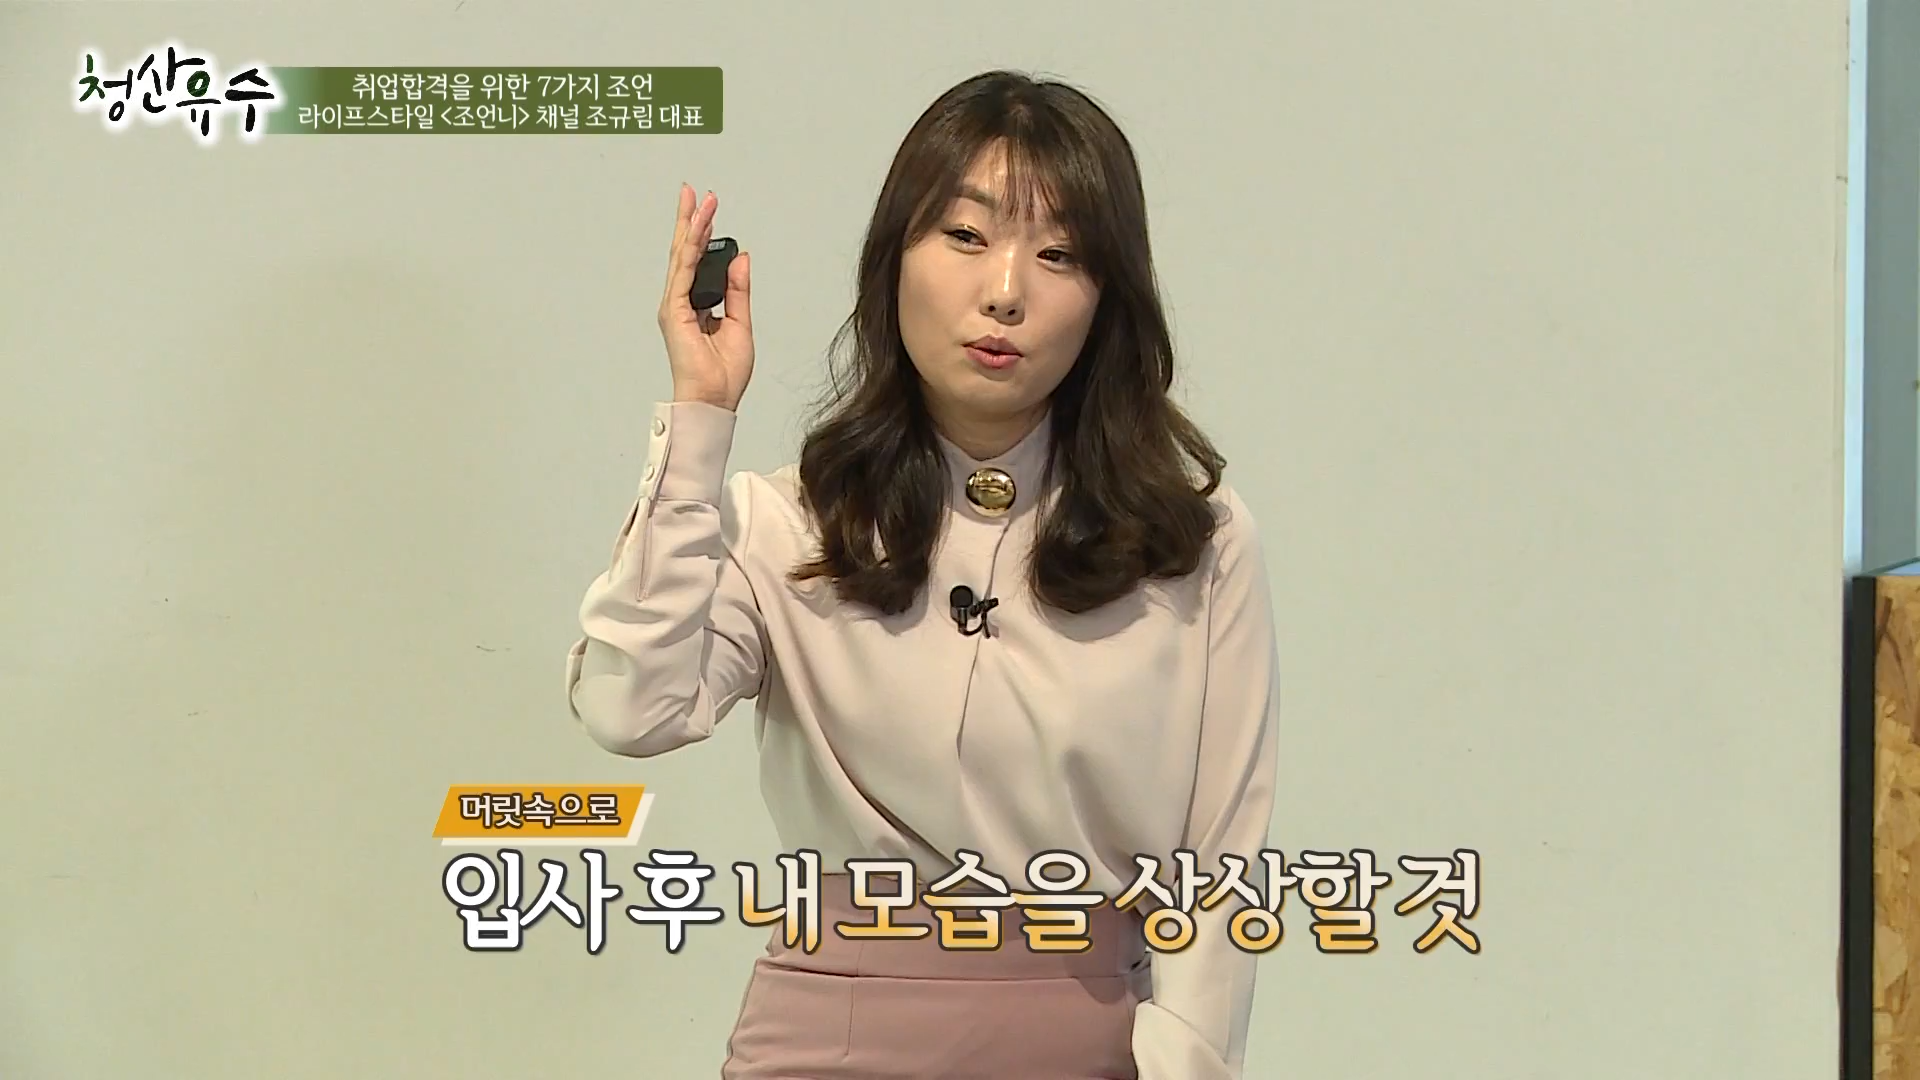 청산유수
취업합격을 위한 7가지 조언
라이프스타일 <조언니> 채널 조규림 대표
머릿속으로
입사 후 내 모습을 상상할 것